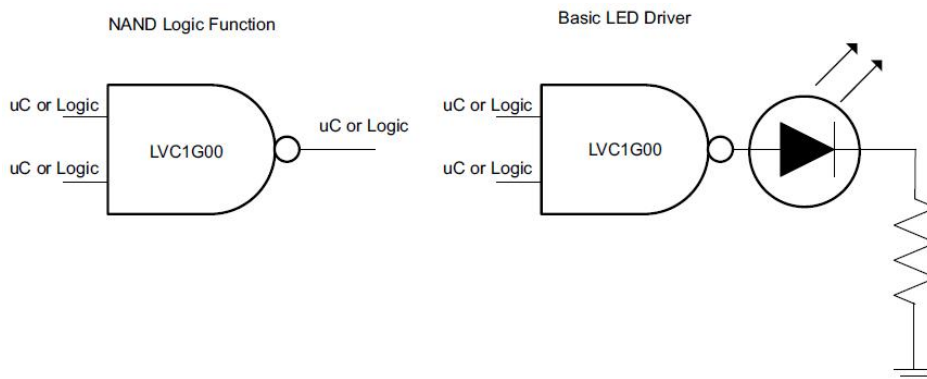 NAND Logic Function
uC or Logic
uC or Logic
LVC1G00
uC or Logic
Basic LED Driver
uC or Logic
uC or Logic
LVC1G00